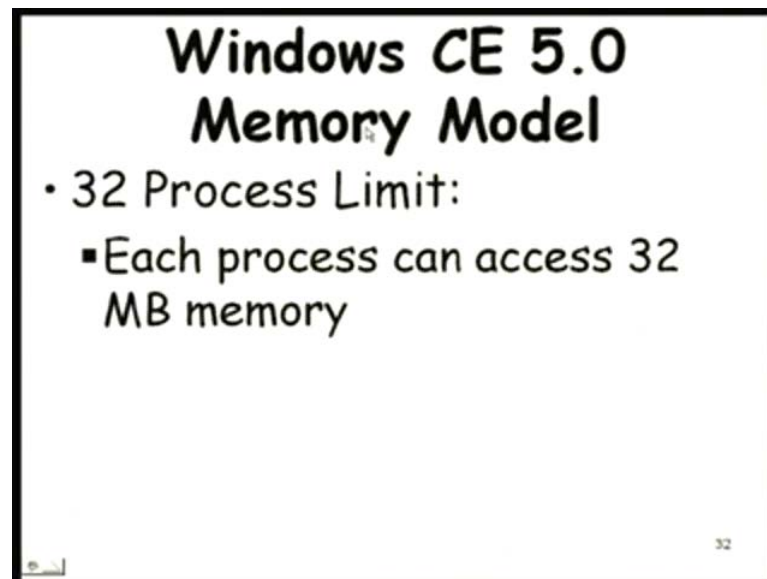 Windows CE 5.0
Memory Model
• 32 Process Limit:
▪Each process can access 32
MB memory
32